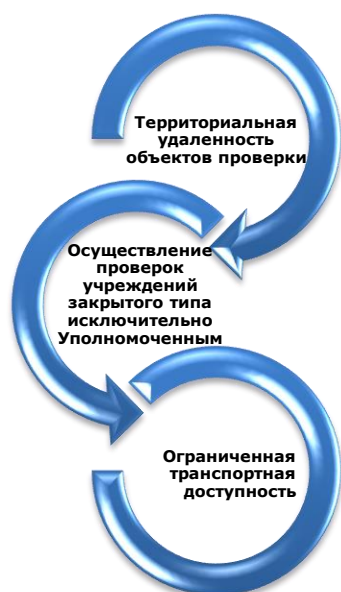 Территориальная
удаленность
объектов проверки
Осуществление
проверок
учреждений
закрытого типа
исключительно
Уполномоченным
Ограниченная
транспортная
доступность